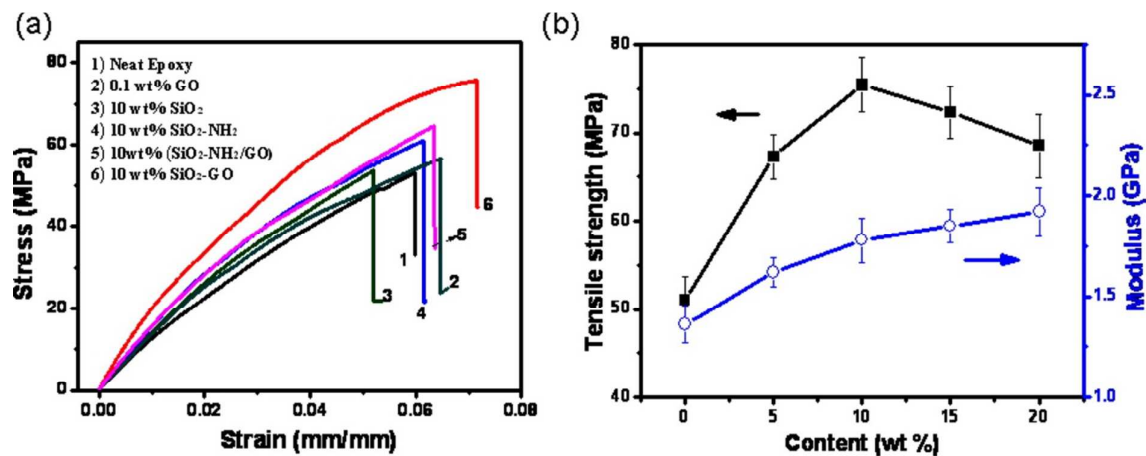 (a)
80
60
40
20
0
Stress (MPa)
1) Neat Epoxy
2) 0.1 wt% GO
3) 10 wt% SiO₂
4) 10 wt% SiO₂-NH₂
5) 10wt% (SiO₂-NH₂/GO)
6) 10 wt% SiO₂-GO
6
5
1
2
3
4
0.00 0.02 0.04 0.06 0.08
Strain (mm/mm)
(b)
80
70
60
50
40
Tensile strength (MPa)
2.5
2.0
1.5
1.0
Modulus (GPa)
0 5 10 15 20
Content (wt %)